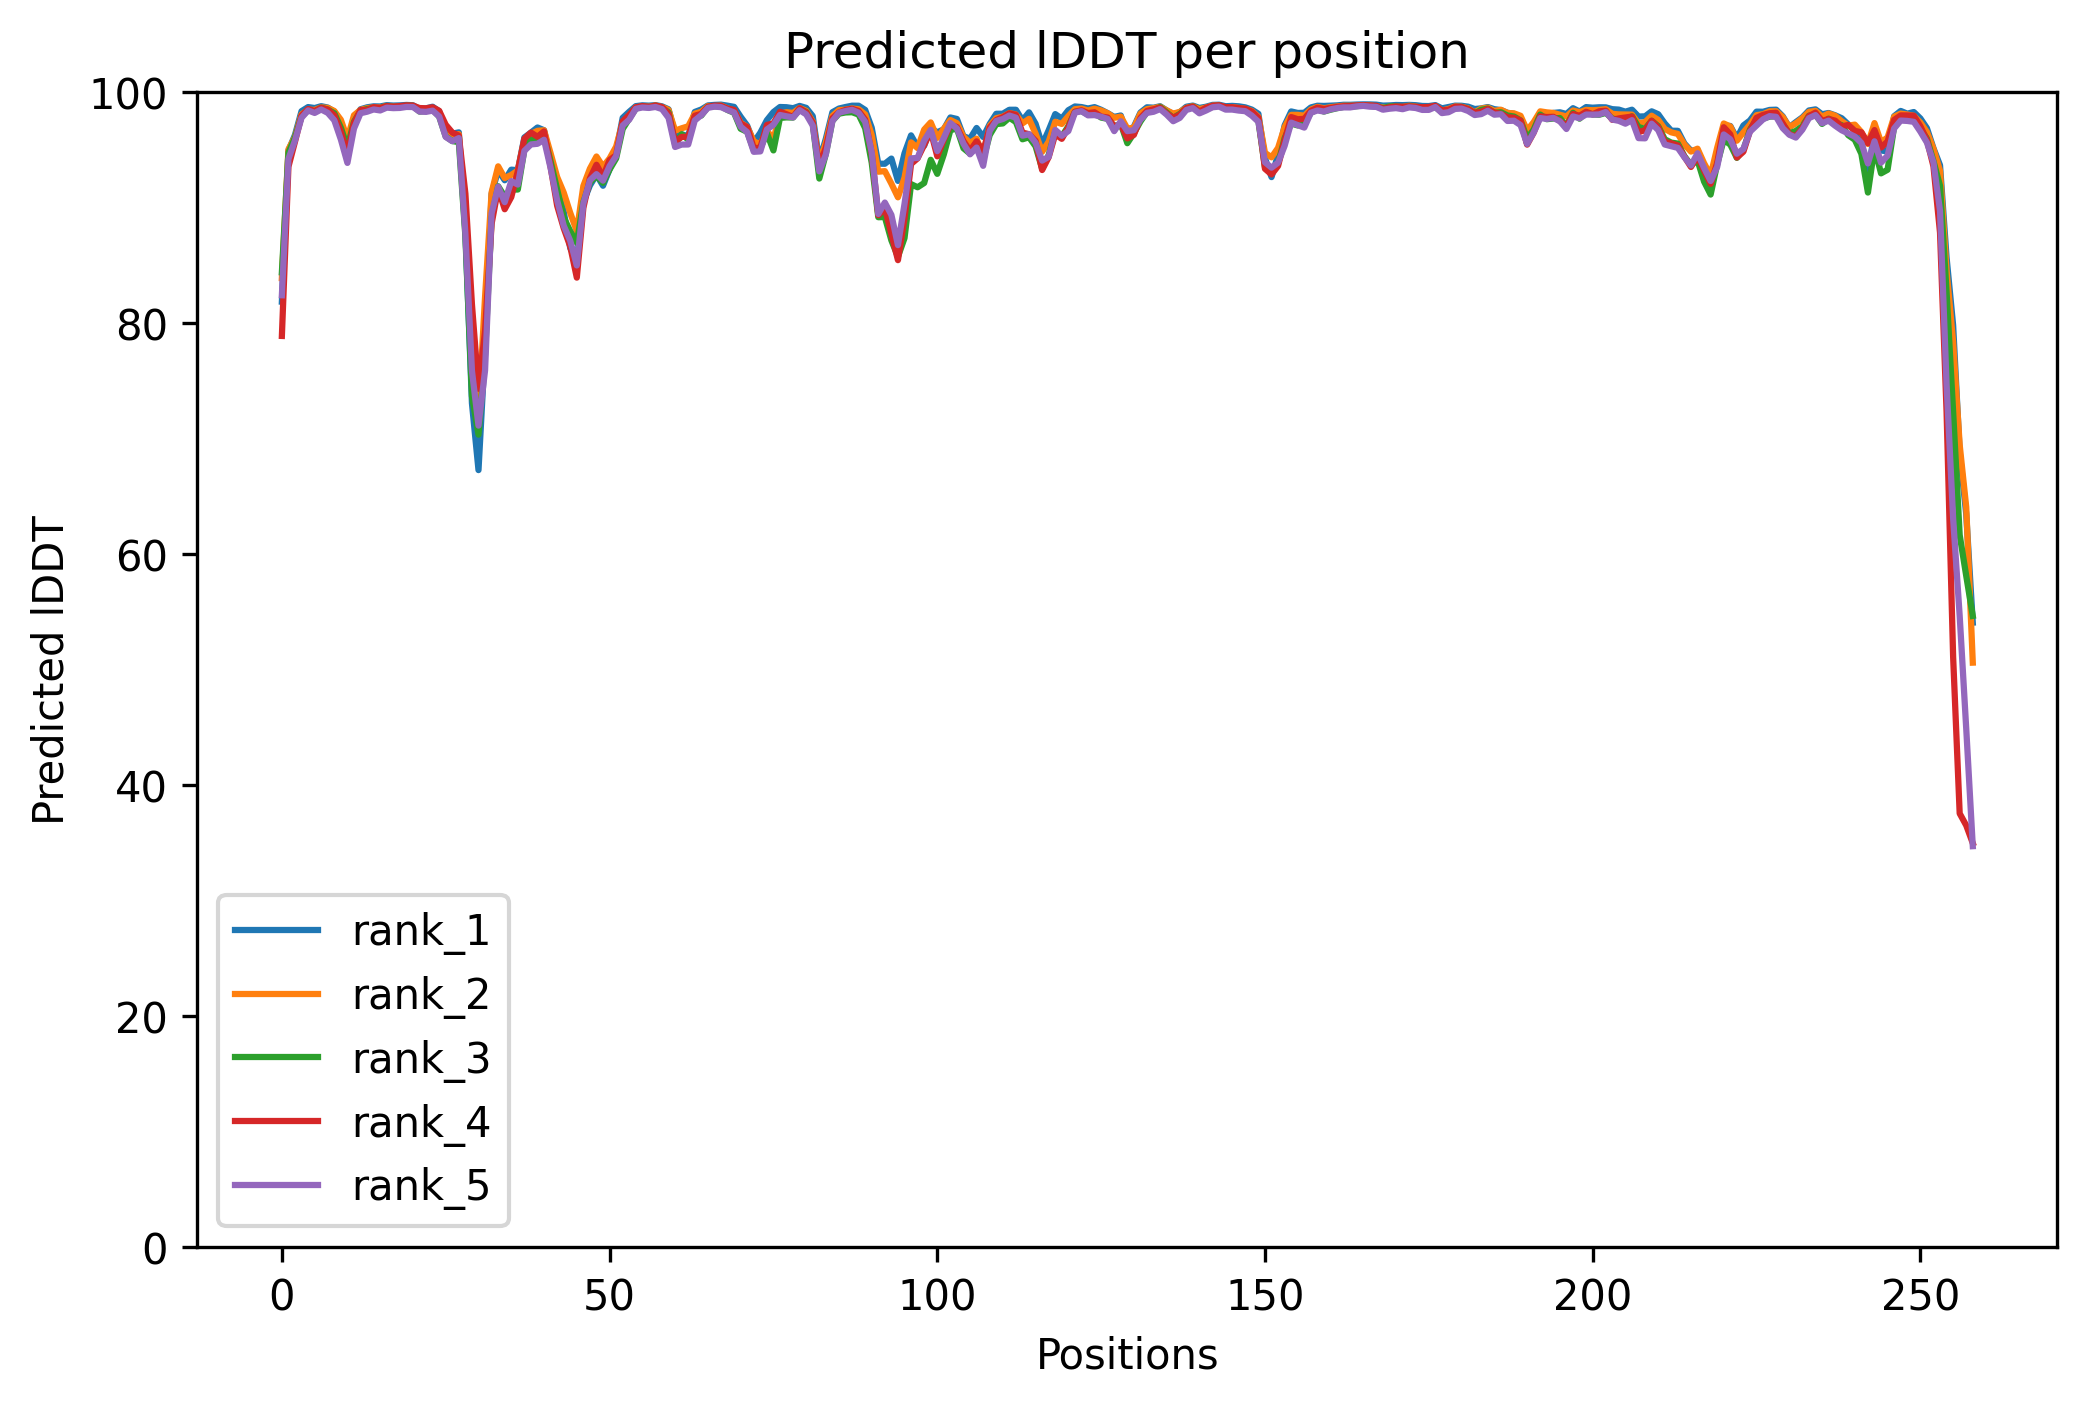 Predicted lDDT per position
100
80
60
40
20
0
Predicted lDDT
rank_1
rank_2
rank_3
rank_4
rank_5
0 50 100 150 200 250
Positions